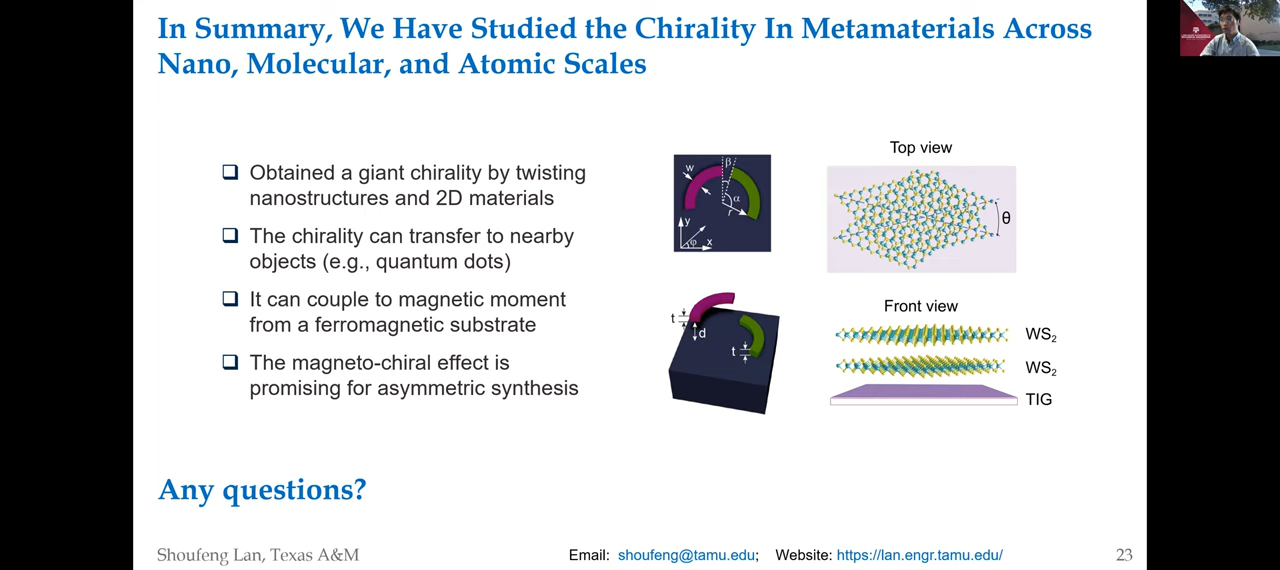 In Summary, We Have Studied the Chirality In Metamaterials Across
Nano, Molecular, and Atomic Scales
Obtained a giant chirality by twisting
nanostructures and 2D materials
The chirality can transfer to nearby
objects (e.g., quantum dots)
It can couple to magnetic moment
from a ferromagnetic substrate
The magneto-chiral effect is
promising for asymmetric synthesis
w
β
α
r
y
φ
x
t
d
t
Top view
θ
Front view
WS₂
WS₂
TIG
Any questions?
Shoufeng Lan, Texas A&M
Email: shoufeng@tamu.edu; Website: https://lan.engr.tamu.edu/
23